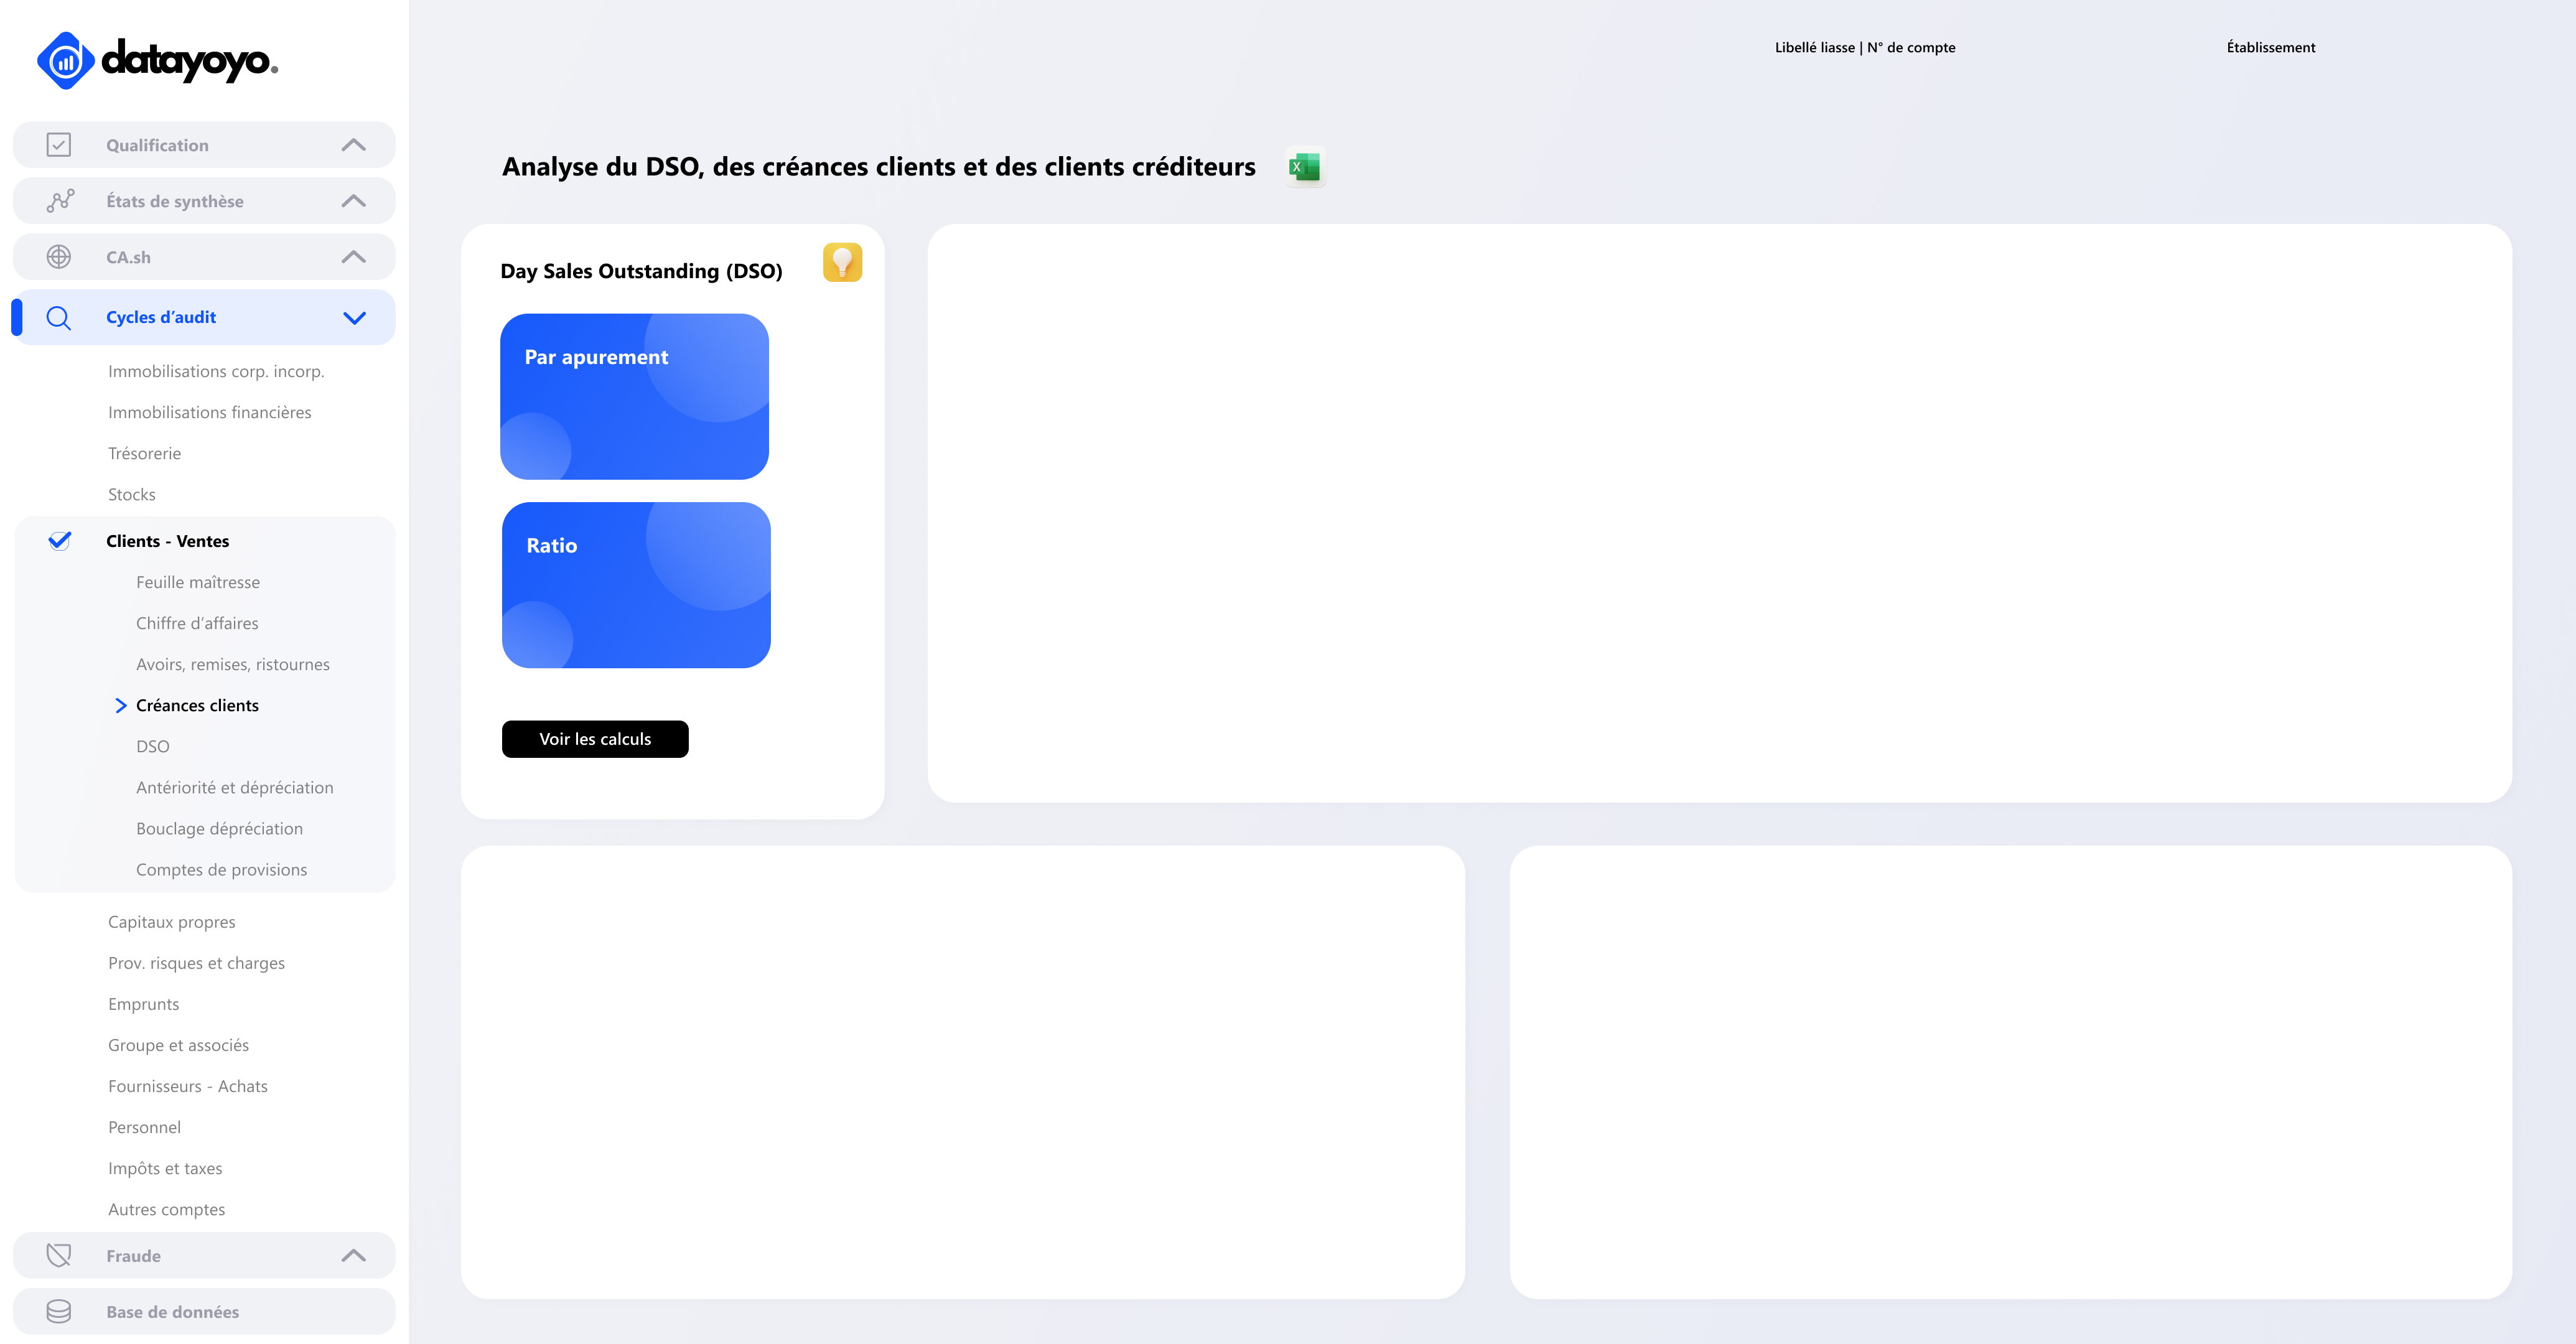 datayoyo.
Libellé liasse | N° de compte
Établissement
Qualification
États de synthèse
CA.sh
Cycles d’audit
Immobilisations corp. incorp.
Immobilisations financières
Trésorerie
Stocks
Clients - Ventes
Feuille maîtresse
Chiffre d’affaires
Avoirs, remises, ristournes
Créances clients
DSO
Antériorité et dépréciation
Bouclage dépréciation
Comptes de provisions
Capitaux propres
Prov. risques et charges
Emprunts
Groupe et associés
Fournisseurs - Achats
Personnel
Impôts et taxes
Autres comptes
Fraude
Base de données
Analyse du DSO, des créances clients et des clients créditeurs
X
Day Sales Outstanding (DSO)
Par apurement
Ratio
Voir les calculs